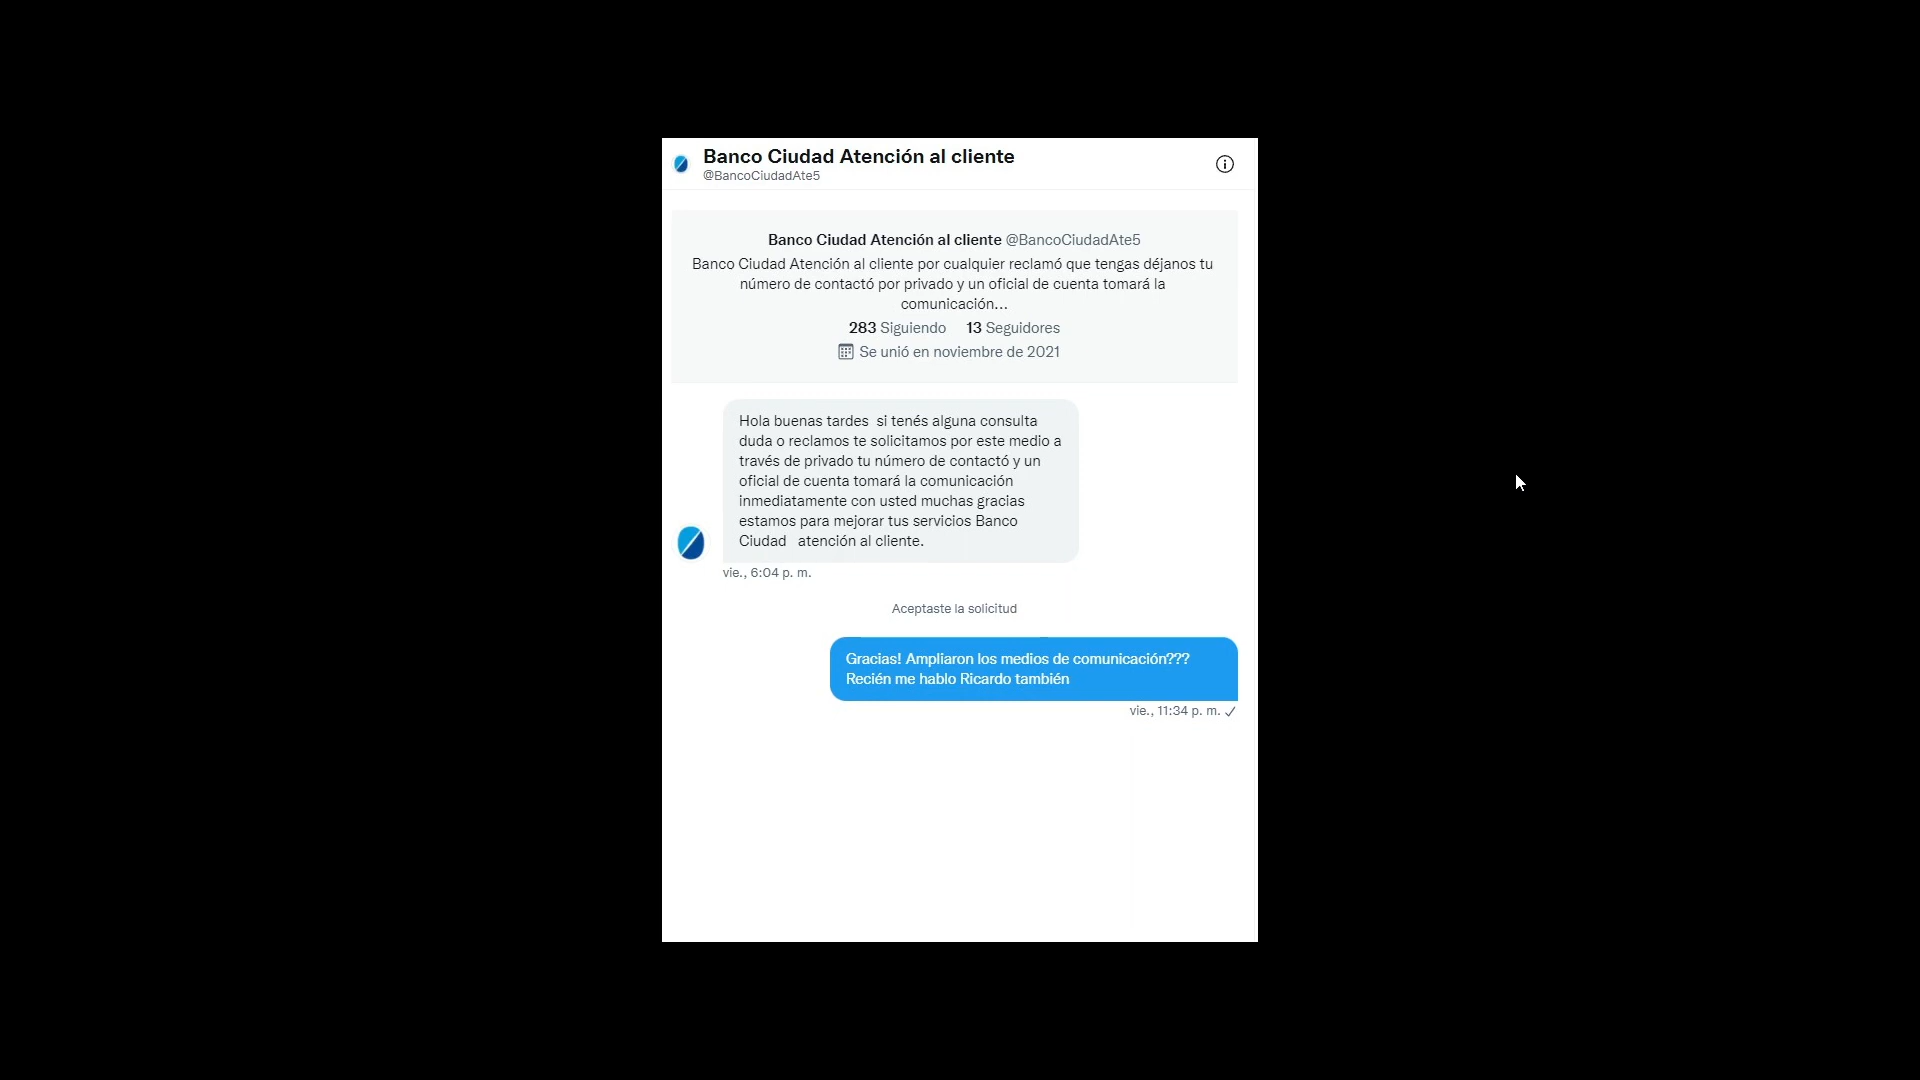 Banco Ciudad Atención al cliente
@BancoCiudadAte5
Banco Ciudad Atención al cliente @BancoCiudadAte5
Banco Ciudad Atención al cliente por cualquier reclamó que tengas déjanos tu
número de contactó por privado y un oficial de cuenta tomará la
comunicación...
283 Siguiendo 13 Seguidores
Se unió en noviembre de 2021
Hola buenas tardes  si tenés alguna consulta
duda o reclamos te solicitamos por este medio a
través de privado tu número de contactó y un
oficial de cuenta tomará la comunicación
inmediatamente con usted muchas gracias
estamos para mejorar tus servicios Banco
Ciudad   atención al cliente.
vie., 6:04 p. m.
Aceptaste la solicitud
Gracias! Ampliaron los medios de comunicación???
Recién me hablo Ricardo también
vie., 11:34 p. m.